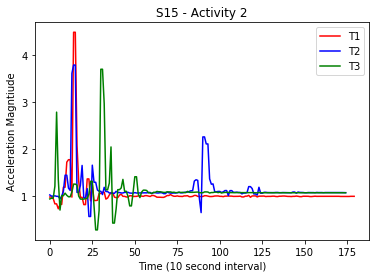 S15 - Activity 2
T1
T2
T3
Acceleration Magntiude
4
3
2
1
0
25
50
75
100
125
150
175
Time (10 second interval)